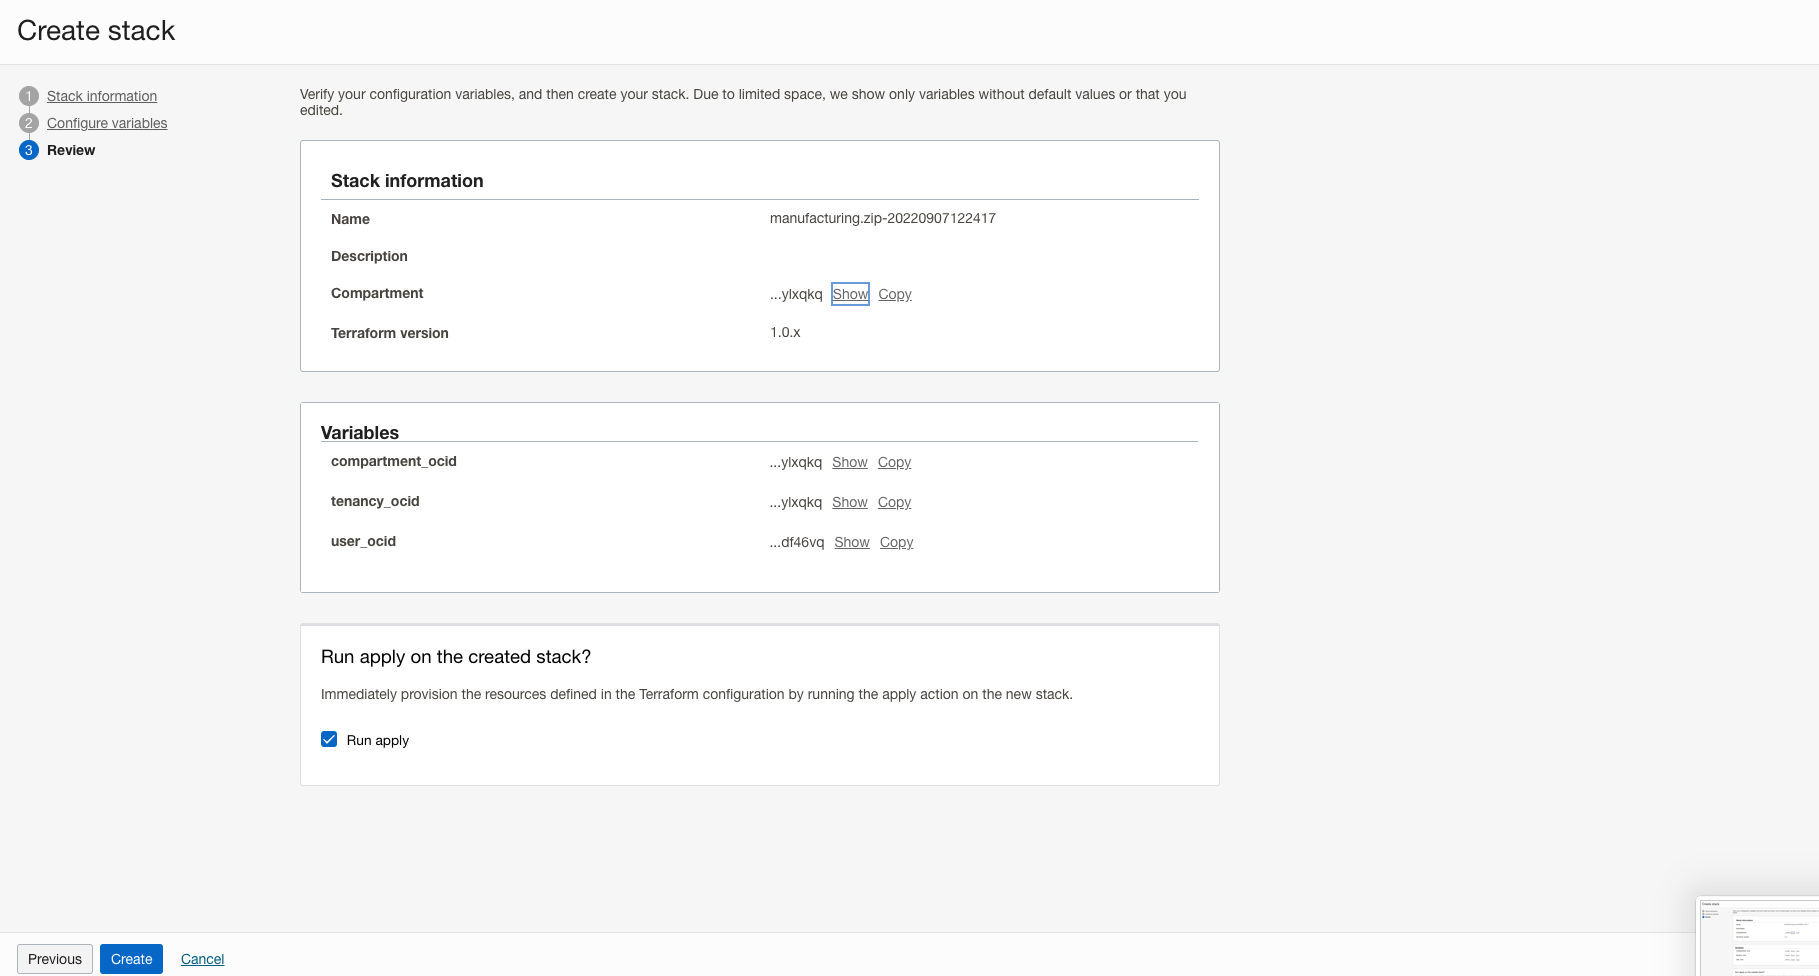 Create stack
1 Stack information
2 Configure variables
3 Review
Verify your configuration variables, and then create your stack. Due to limited space, we show only variables without default values or that you
edited.
Stack information
Name manufacturing.zip-20220907122417
Description
Compartment ...ylxqkq Show Copy
Terraform version 1.0.x
Variables
compartment_ocid ...ylxqkq Show Copy
tenancy_ocid ...ylxqkq Show Copy
user_ocid ...df46vq Show Copy
Run apply on the created stack?
Immediately provision the resources defined in the Terraform configuration by running the apply action on the new stack.
Run apply
Previous Create Cancel